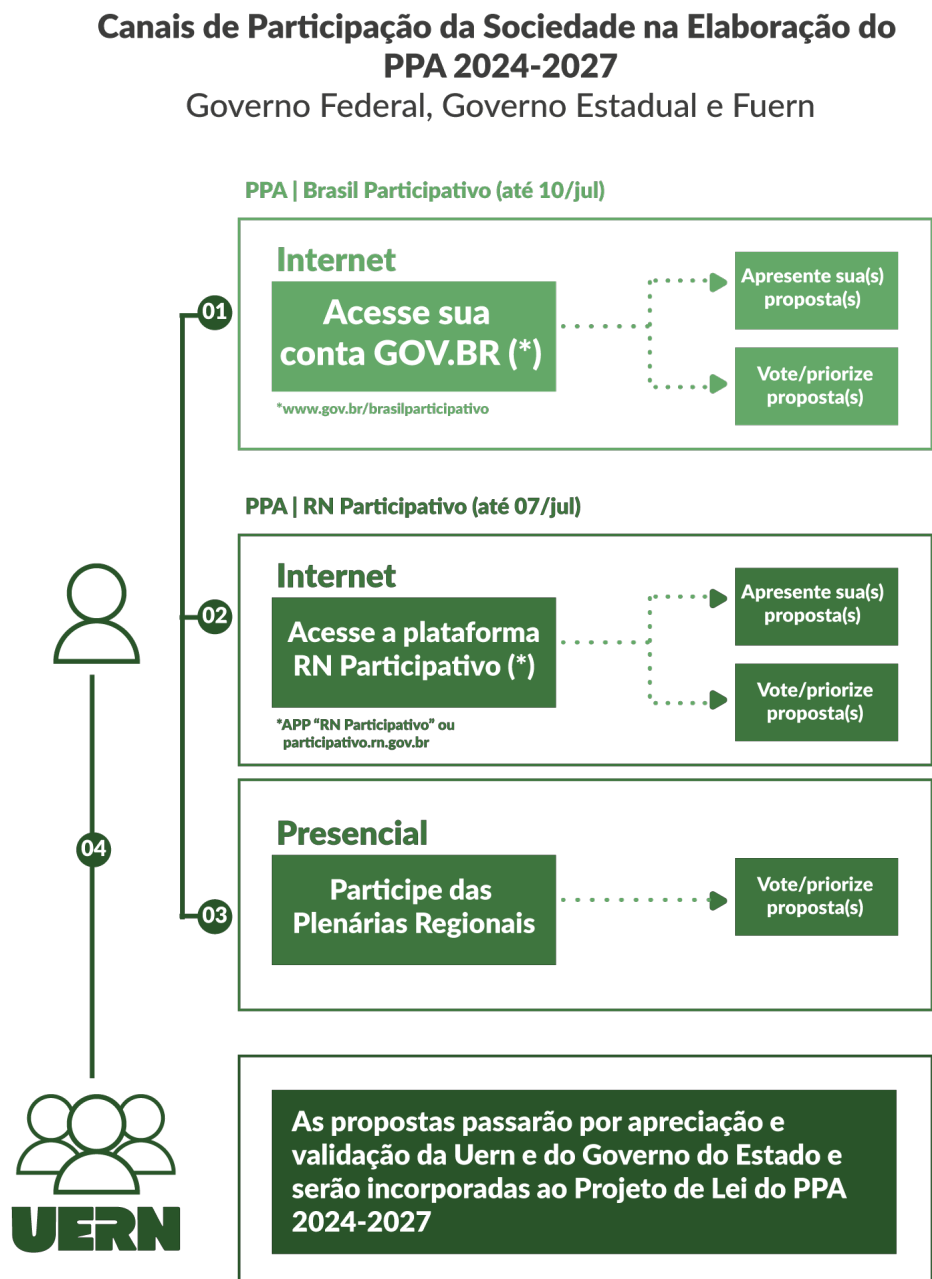 Canais de Participação da Sociedade na Elaboração do
PPA 2024-2027
Governo Federal, Governo Estadual e Fuern
PPA | Brasil Participativo (até 10/jul)
01
Internet
Acesse sua
conta GOV.BR (*)
*www.gov.br/brasilparticipativo
Apresente sua(s)
proposta(s)
Vote/priorize
proposta(s)
PPA | RN Participativo (até 07/jul)
02
Internet
Acesse a plataforma
RN Participativo (*)
*APP “RN Participativo” ou
participativo.rn.gov.br
Apresente sua(s)
proposta(s)
Vote/priorize
proposta(s)
03
Presencial
Participe das
Plenárias Regionais
Vote/priorize
proposta(s)
04
UERN
As propostas passarão por apreciação e
validação da Uern e do Governo do Estado e
serão incorporadas ao Projeto de Lei do PPA
2024-2027